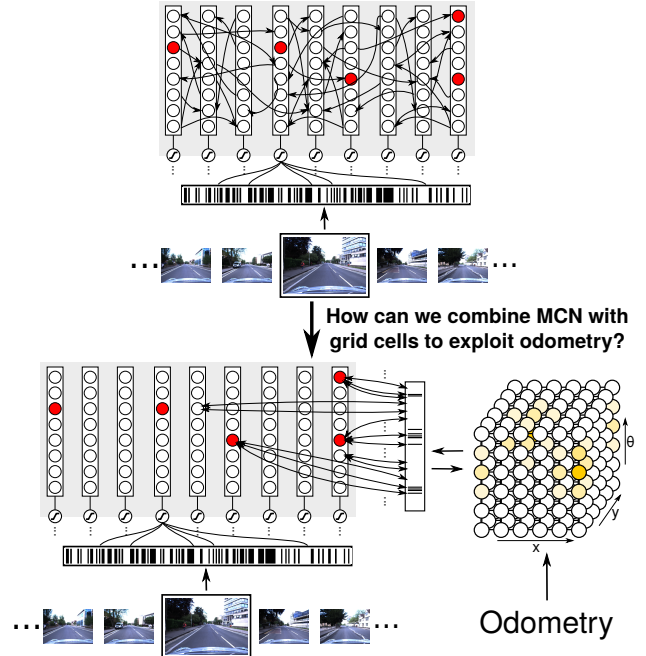 ...
...
How can we combine MCN with
grid cells to exploit odometry?
θ
y
x
...
...
Odometry